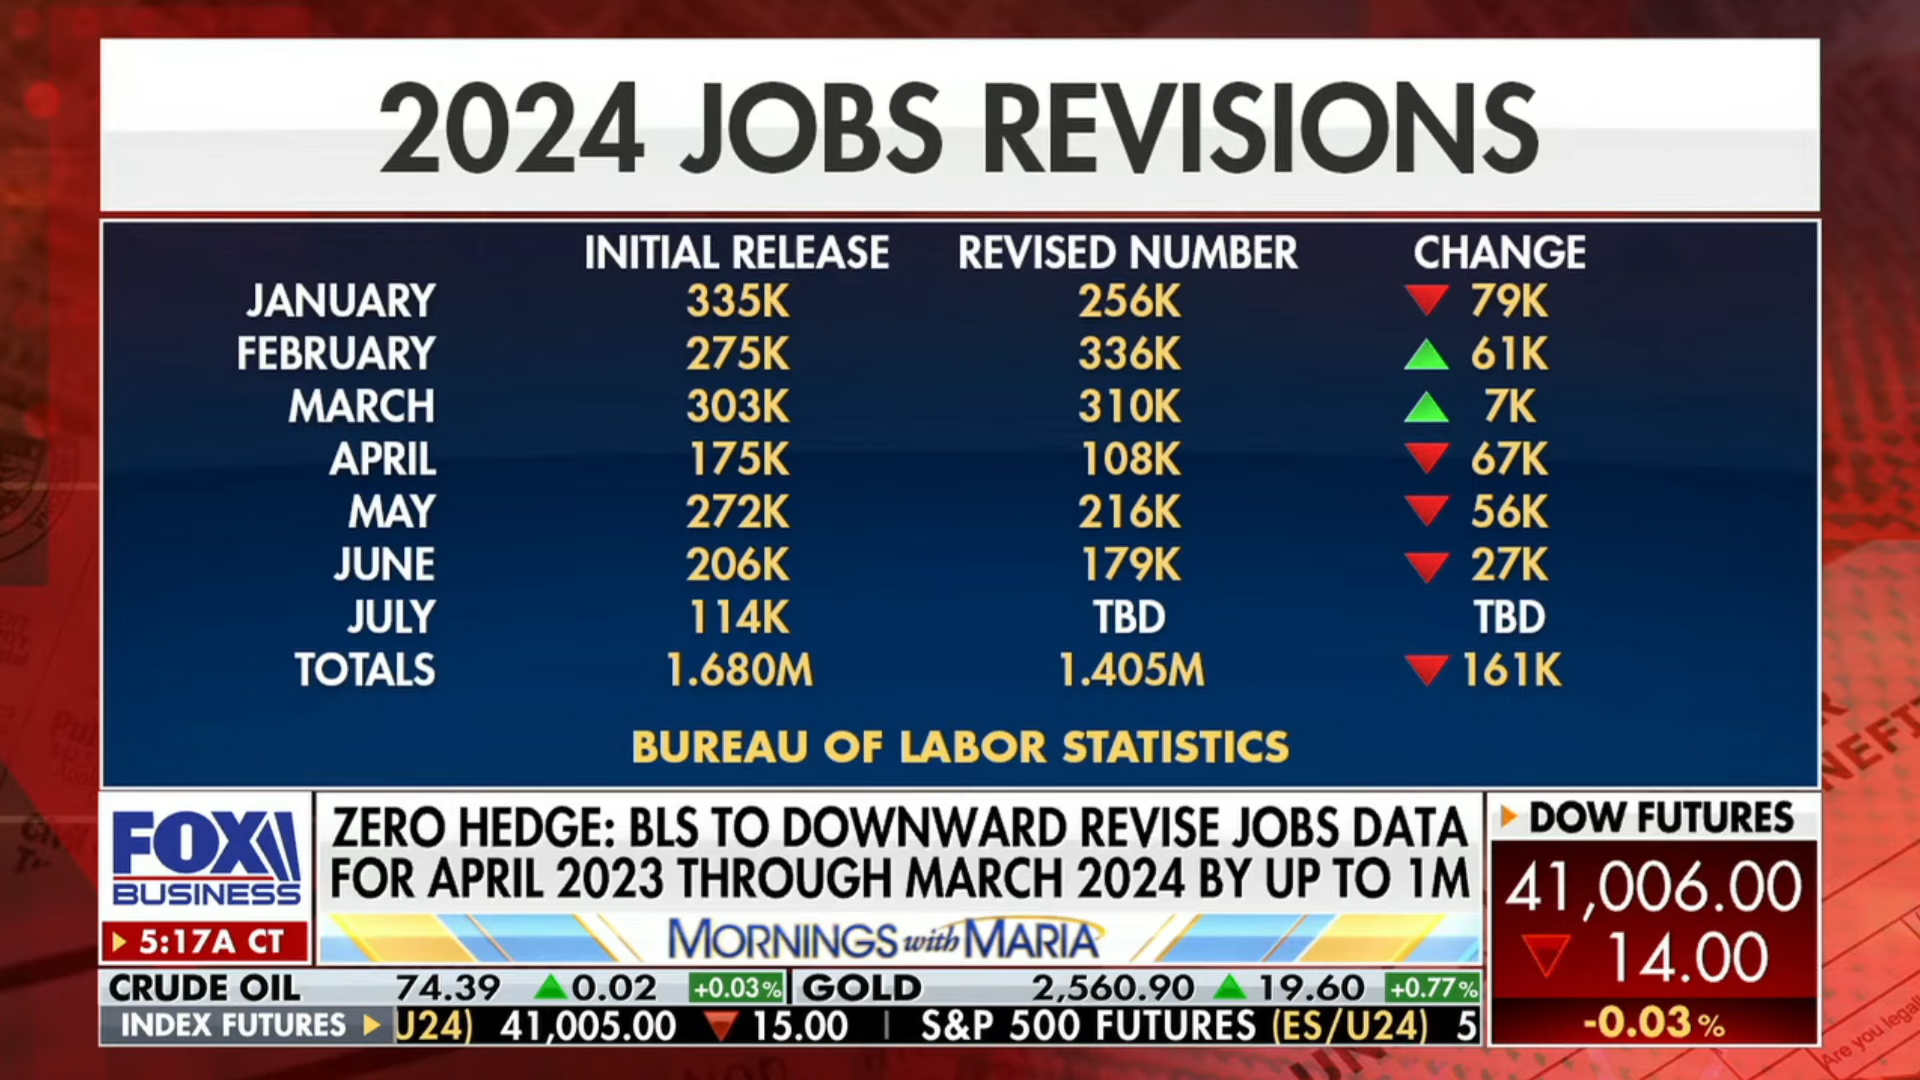 2024 JOBS REVISIONS
INITIAL RELEASE REVISED NUMBER CHANGE
JANUARY 335K 256K ▼ 79K
FEBRUARY 275K 336K ▲ 61K
MARCH 303K 310K ▲ 7K
APRIL 175K 108K ▼ 67K
MAY 272K 216K ▼ 56K
JUNE 206K 179K ▼ 27K
JULY 114K TBD TBD
TOTALS 1.680M 1.405M ▼ 161K
BUREAU OF LABOR STATISTICS
FOX
BUSINESS
5:17A CT
ZERO HEDGE: BLS TO DOWNWARD REVISE JOBS DATA
FOR APRIL 2023 THROUGH MARCH 2024 BY UP TO 1M
MORNINGS with MARIA
DOW FUTURES
41,006.00
▼ 14.00
-0.03%
CRUDE OIL 74.39 ▲ 0.02 +0.03% GOLD 2,560.90 ▲ 19.60 +0.77%
INDEX FUTURES U24) 41,005.00 ▼ 15.00 | S&P 500 FUTURES (ES/U24) 5
Are you legal